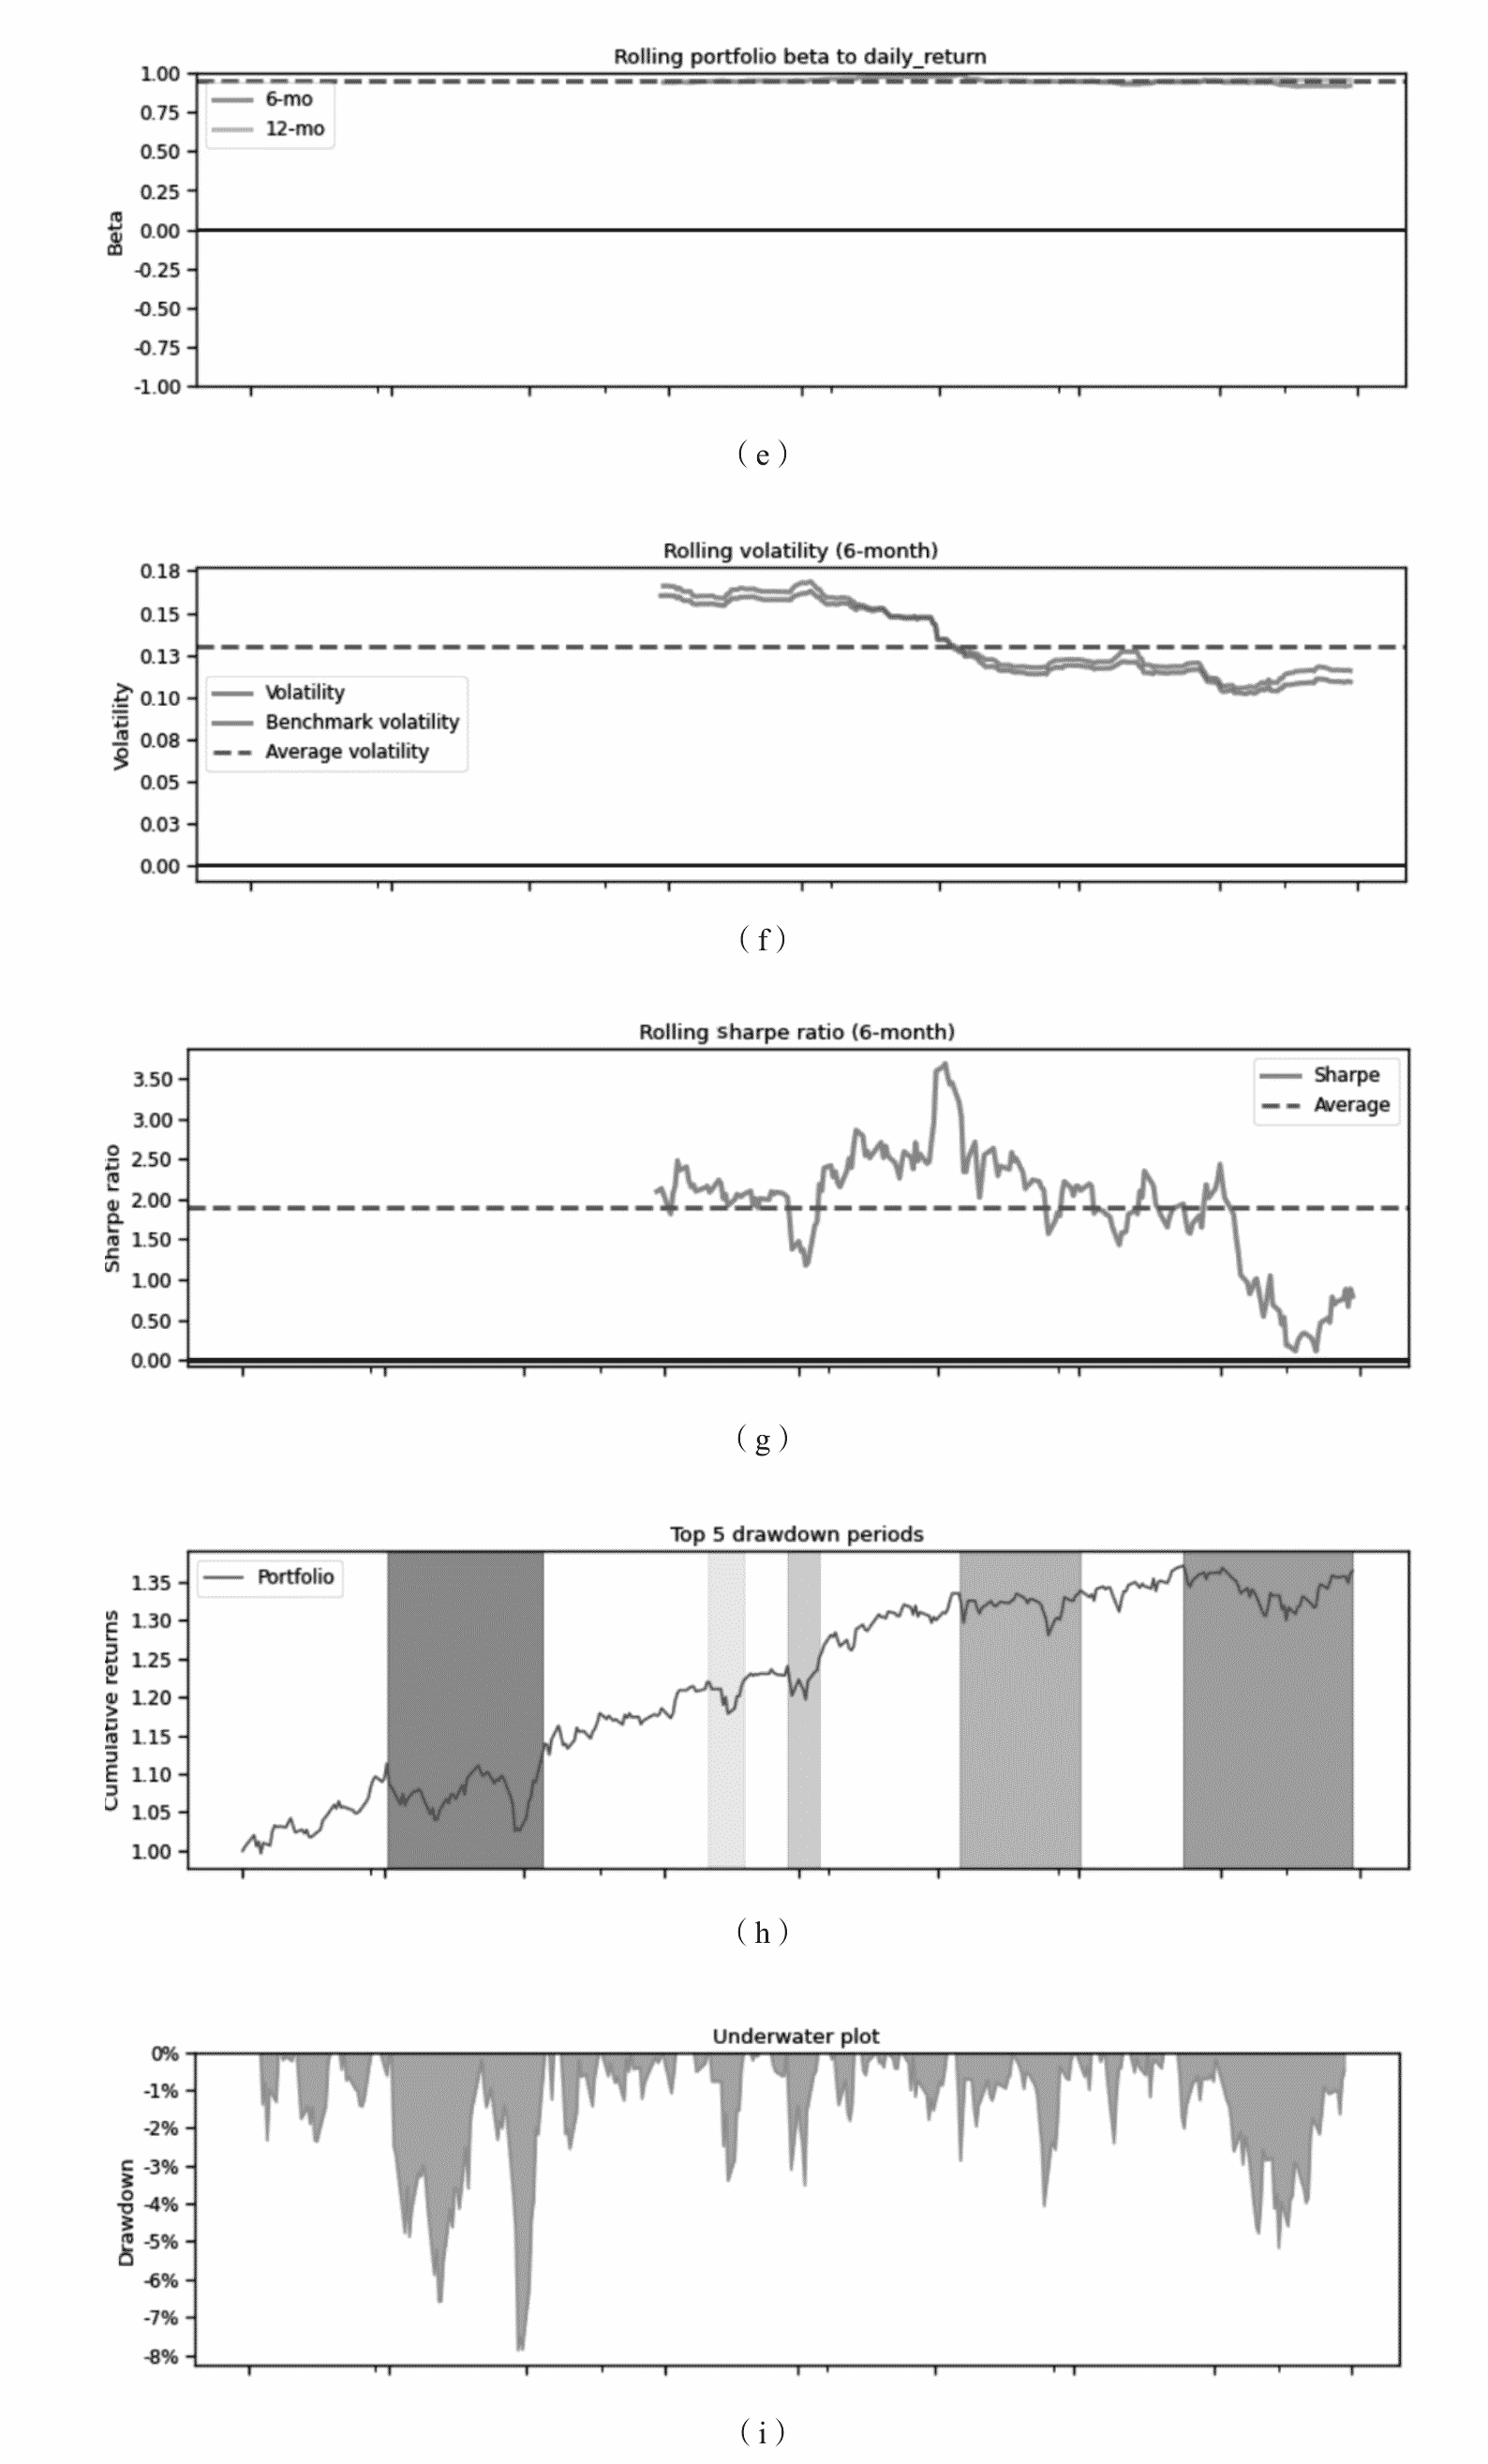 Rolling portfolio beta to daily_return
1.00
0.75
0.50
0.25
0.00
-0.25
-0.50
-0.75
-1.00
Beta
6-mo
12-mo
( e )
Rolling volatility (6-month)
0.18
0.15
0.13
0.10
0.08
0.05
0.03
0.00
Volatility
Volatility
Benchmark volatility
Average volatility
( f )
Rolling sharpe ratio (6-month)
3.50
3.00
2.50
2.00
1.50
1.00
0.50
0.00
Sharpe ratio
Sharpe
Average
( g )
Top 5 drawdown periods
1.35
1.30
1.25
1.20
1.15
1.10
1.05
1.00
Cumulative returns
Portfolio
( h )
Underwater plot
0%
-1%
-2%
-3%
-4%
-5%
-6%
-7%
-8%
Drawdown
( i )